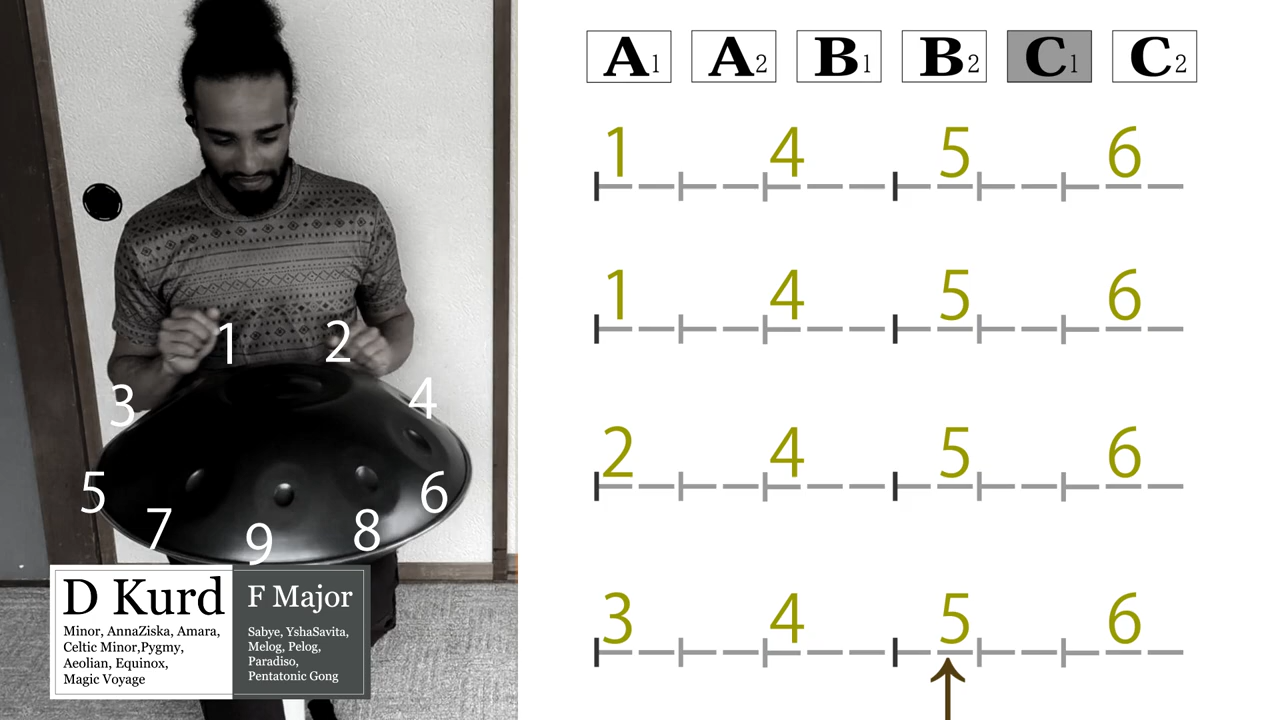 A1 A2 B1 B2 C1 C2
1 4 5 6
1 4 5 6
2 4 5 6
3 4 5 6
1 2
3 4
5 6
7 9 8
D Kurd
Minor, AnnaZiska, Amara,
Celtic Minor,Pygmy,
Aeolian, Equinox,
Magic Voyage
F Major
Sabye, YshaSavita,
Melog, Pelog,
Paradiso,
Pentatonic Gong